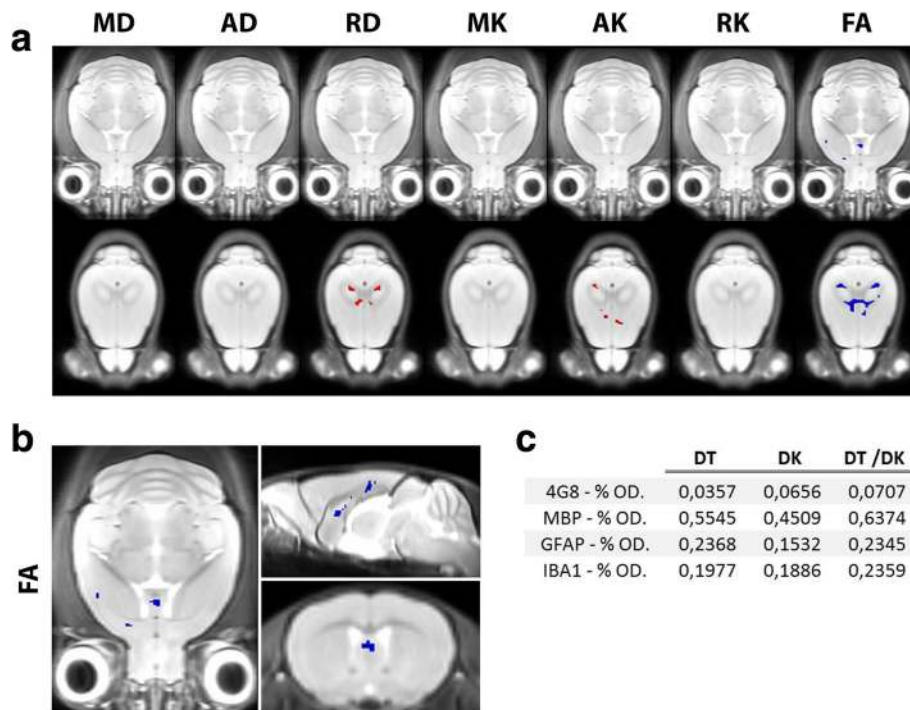 MD AD RD MK AK RK FA
a
b
FA
c
DT DK DT /DK
4G8 - % OD. 0,0357 0,0656 0,0707
MBP - % OD. 0,5545 0,4509 0,6374
GFAP - % OD. 0,2368 0,1532 0,2345
IBA1 - % OD. 0,1977 0,1886 0,2359